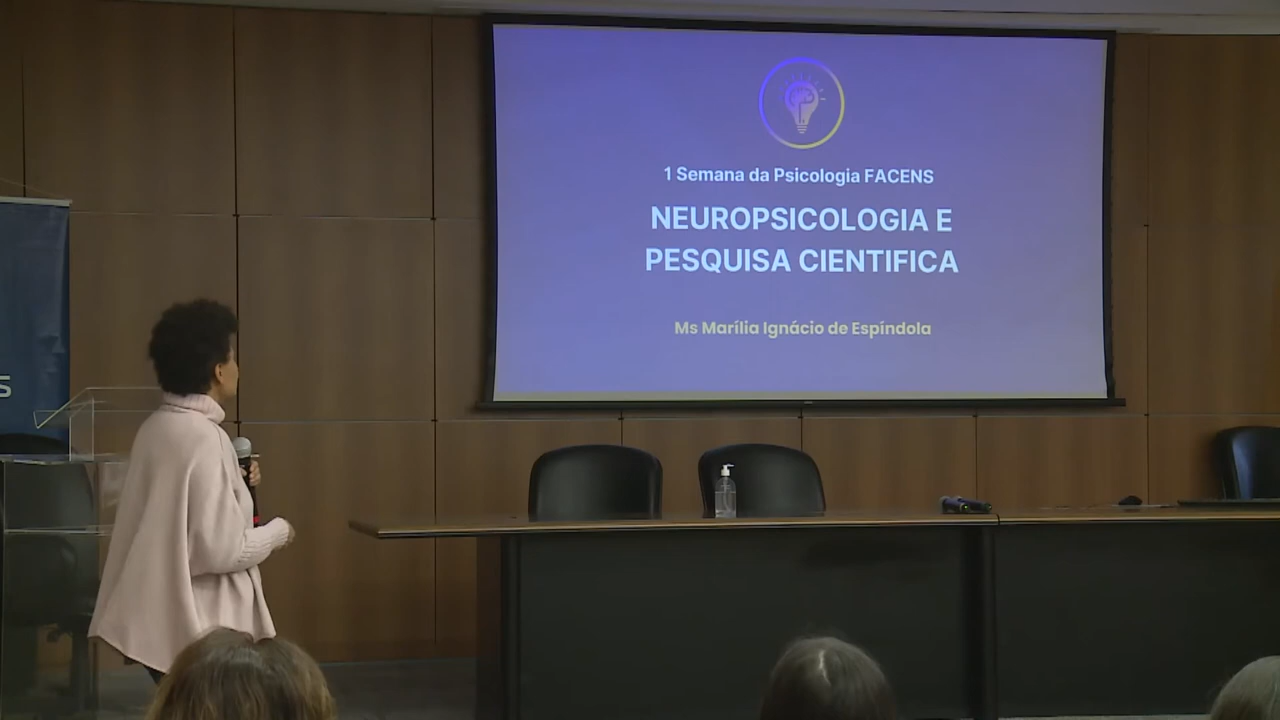 1 Semana da Psicologia FACENS
NEUROPSICOLOGIA E
PESQUISA CIENTIFICA
Ms Marília Ignácio de Espíndola
S